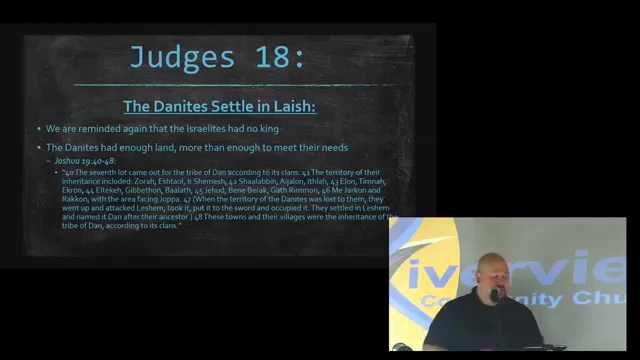 Judges 18:
The Danites Settle in Laish:
We are reminded again that the Israelites had no king
The Danites had enough land, more than enough to meet their needs
Joshua 19:40-48:
"40 The seventh lot came out for the tribe of Dan according to its clans. 41 The territory of their
inheritance included: Zorah, Eshtaol, Ir Shemesh, 42 Shaalabbin, Aijalon, Ithlah, 43 Elon, Timnah,
Ekron, 44 Eltekeh, Gibbethon, Baalath, 45 Jehud, Bene Berak, Gath Rimmon, 46 Me Jarkon and
Rakkon, with the area facing Joppa. 47 (When the territory of the Danites was lost to them, they
went up and attacked Leshem, took it, put it to the sword and occupied it. They settled in Leshem
and named it Dan after their ancestor.) 48 These towns and their villages were the inheritance of the
tribe of Dan, according to its clans."
iverview
Community Chu